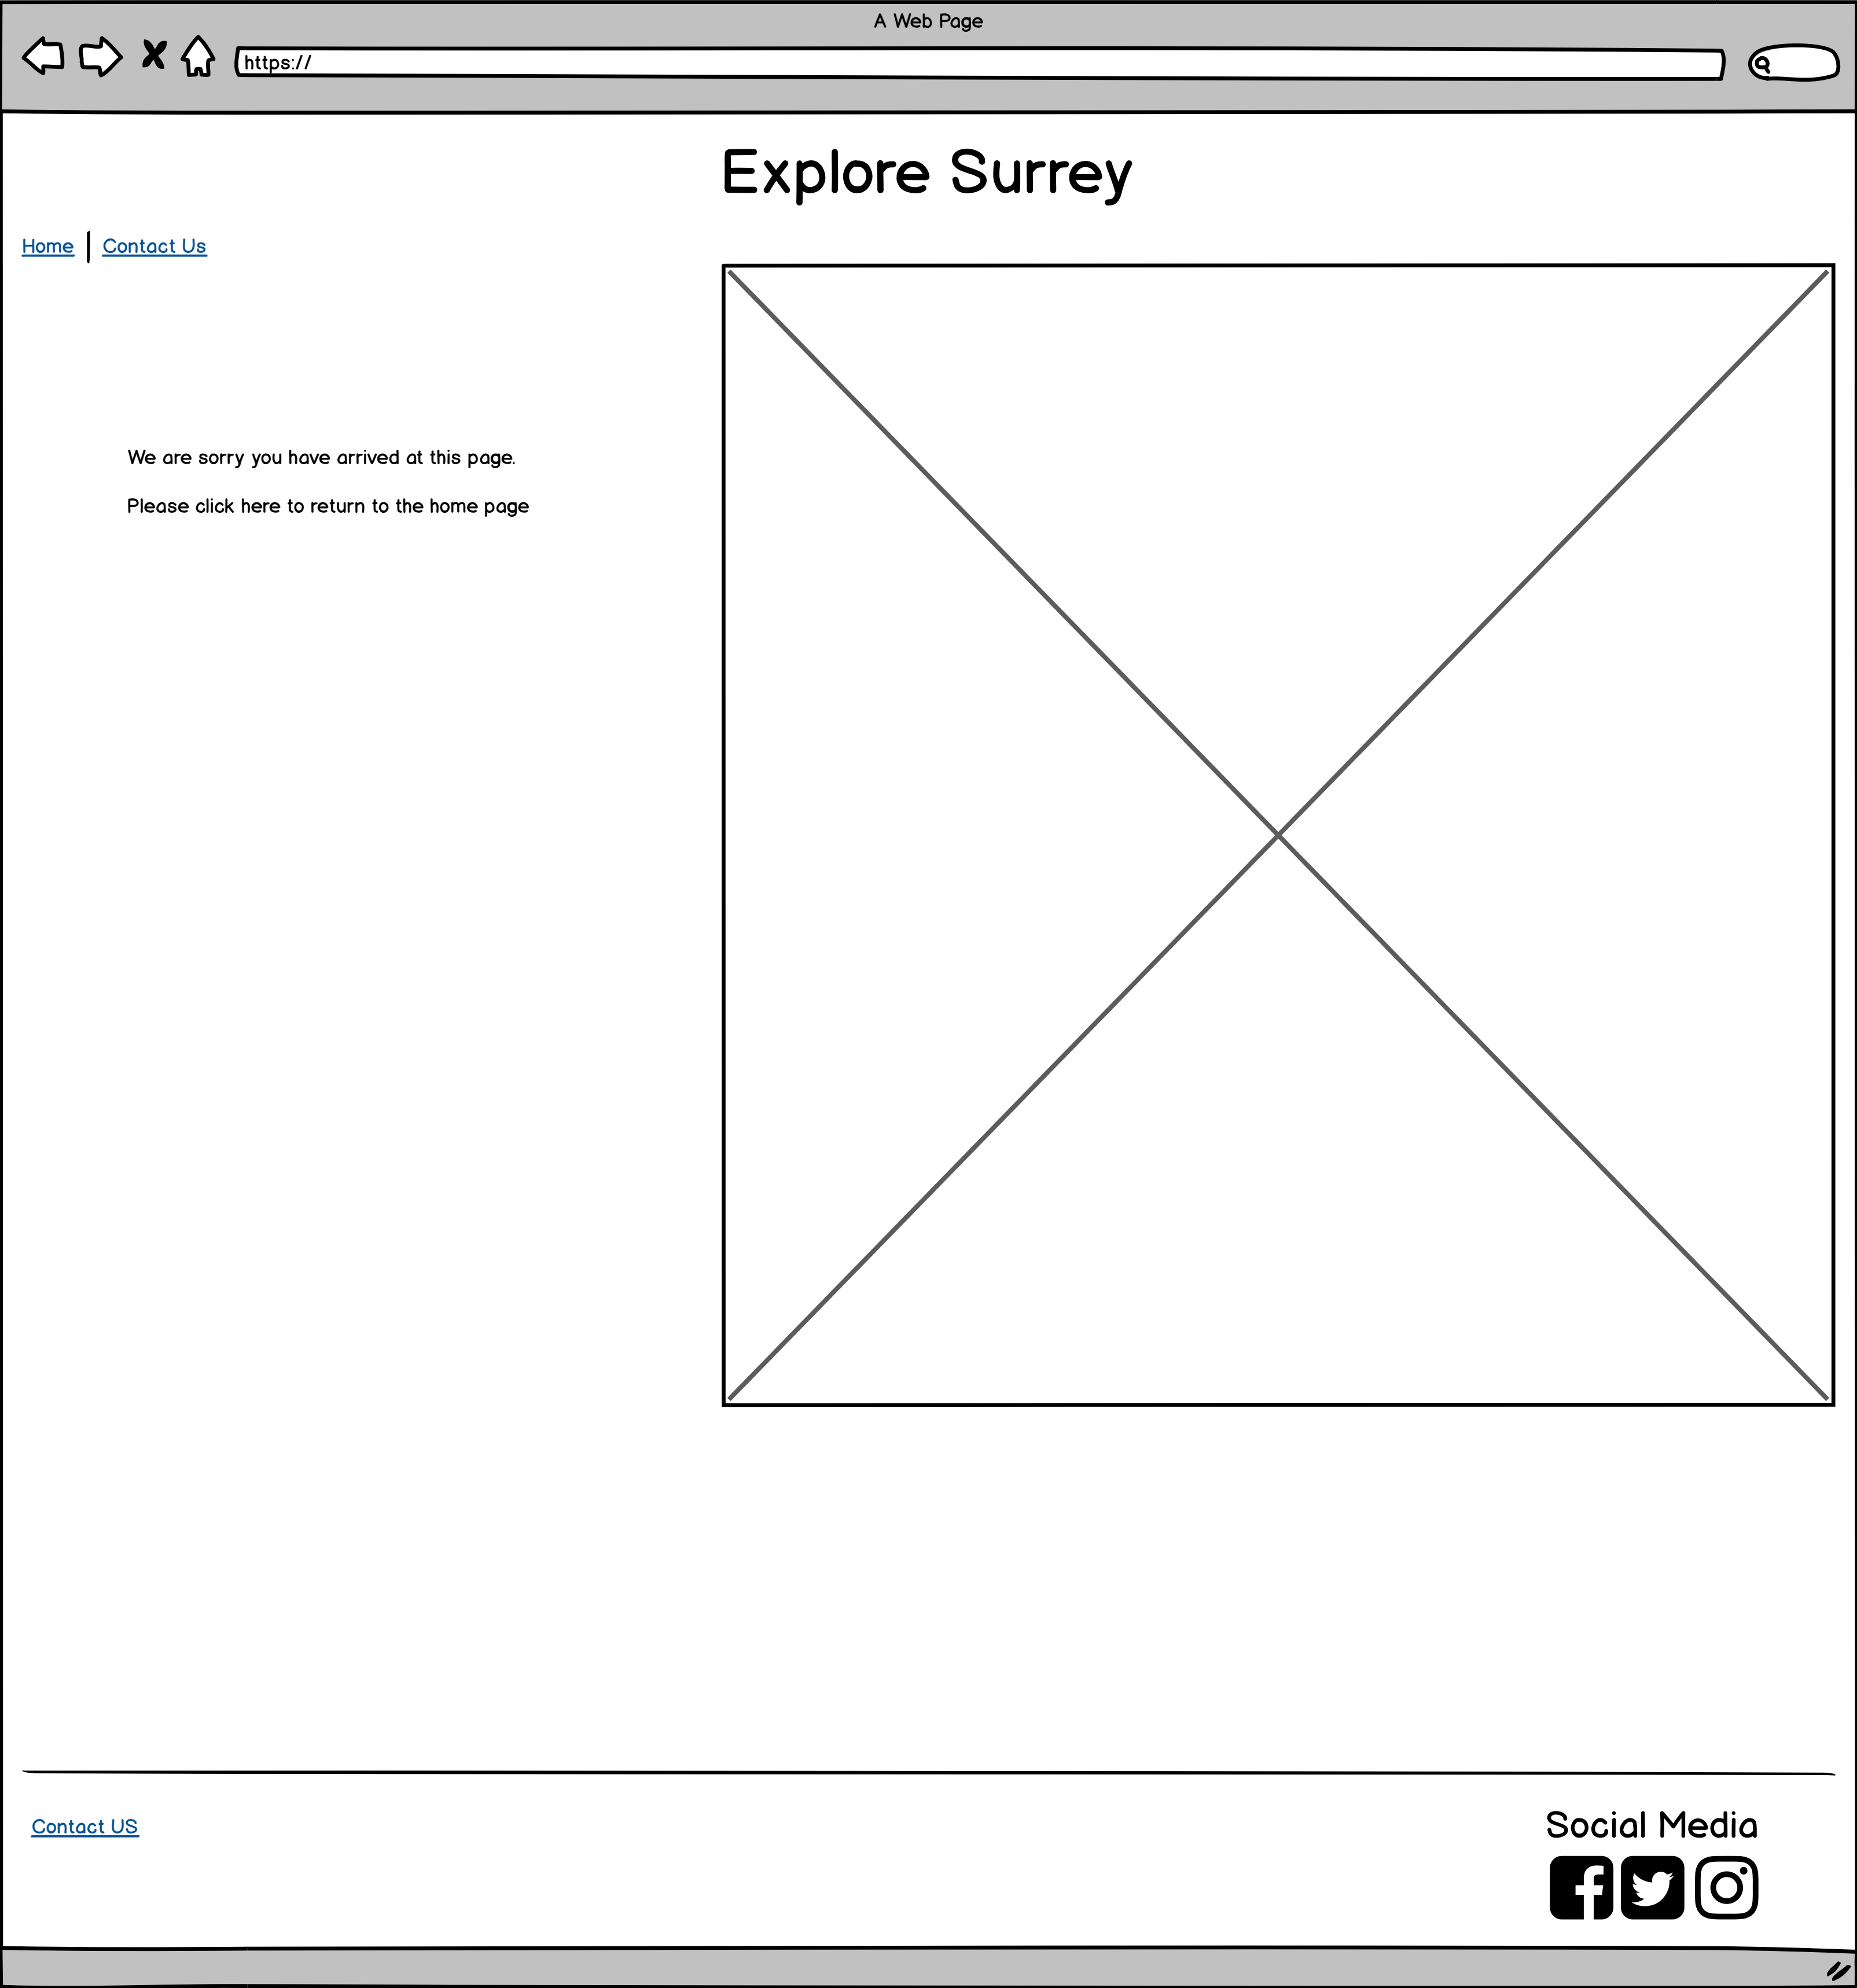 A Web Page
https://
Explore Surrey
Home | Contact Us
We are sorry you have arrived at this page.
Please click here to return to the home page
Contact US
Social Media